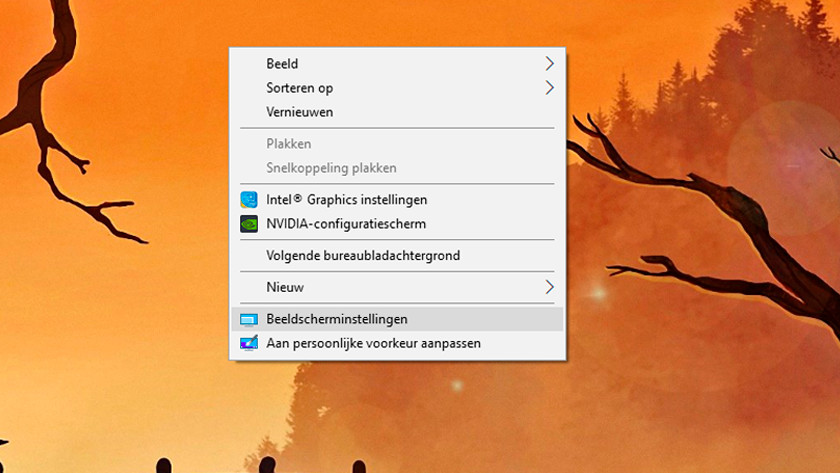 Beeld
Sorteren op
Vernieuwen
Plakken
Snelkoppeling plakken
Intel® Graphics instellingen
NVIDIA-configuratiescherm
Volgende bureaubladachtergrond
Nieuw
Beeldscherminstellingen
Aan persoonlijke voorkeur aanpassen